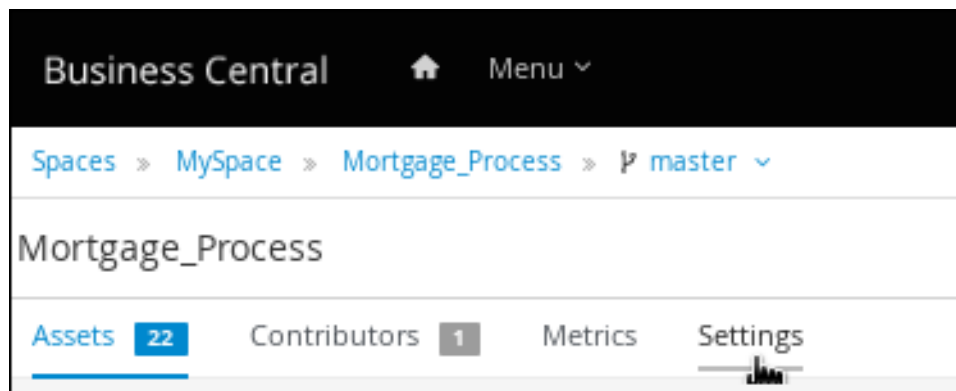 Business Central Menu
Spaces » MySpace » Mortgage_Process » master
Mortgage_Process
Assets 22 Contributors 1 Metrics Settings